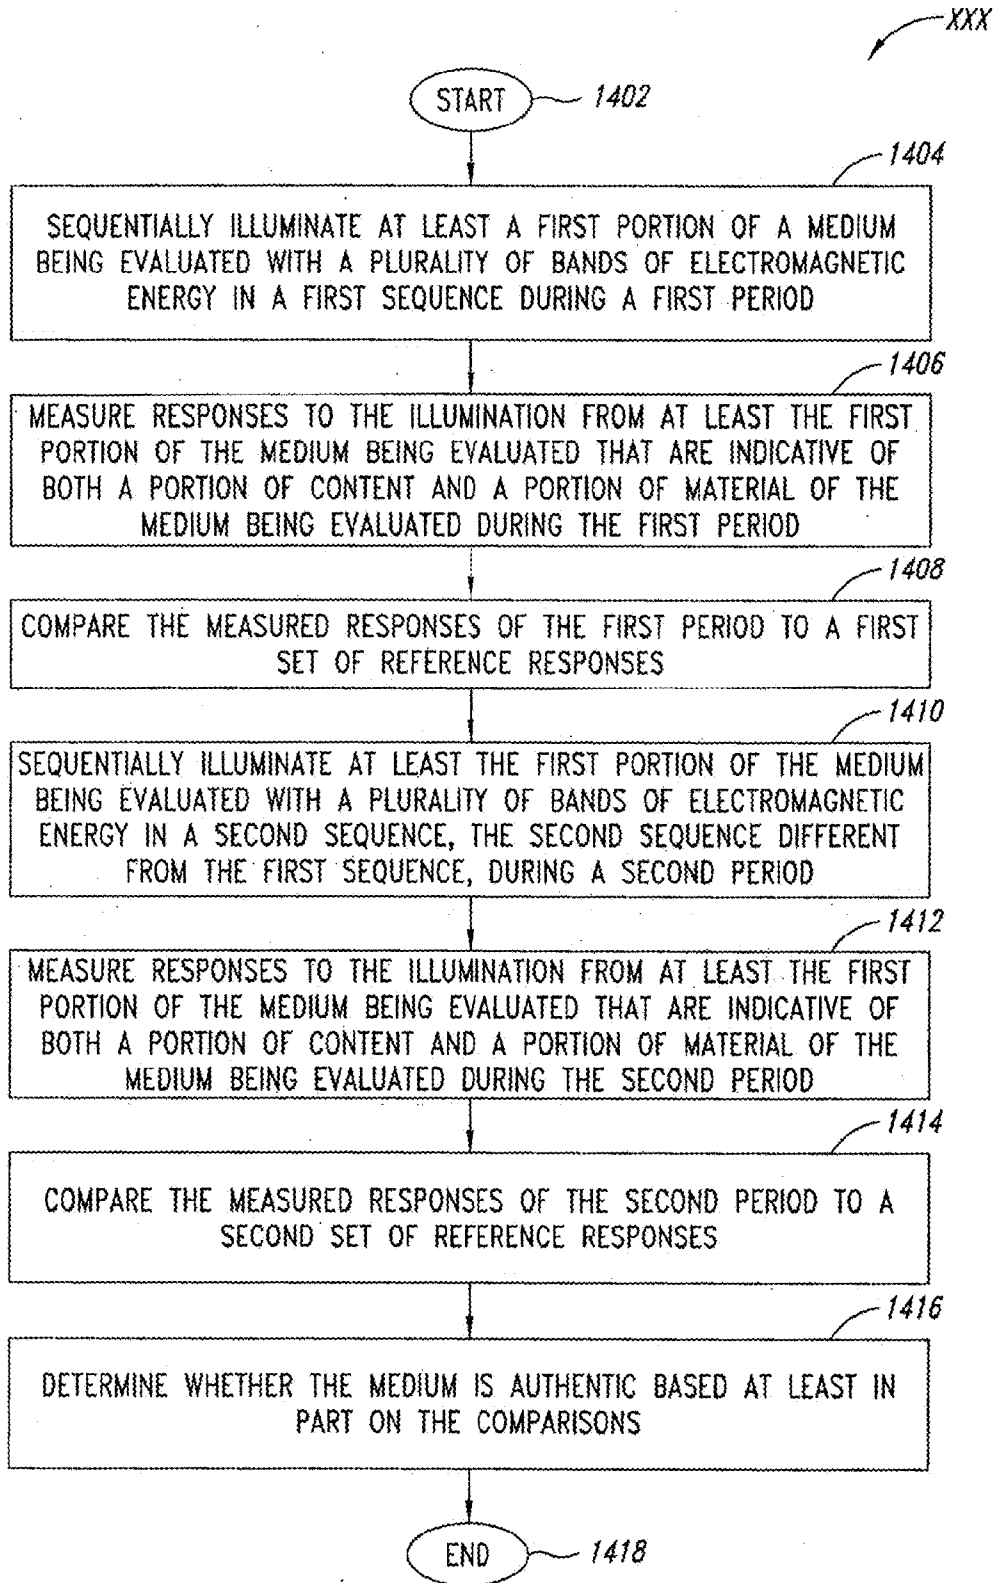 XXX
START
1402
1404
SEQUENTIALLY ILLUMINATE AT LEAST A FIRST PORTION OF A MEDIUM
BEING EVALUATED WITH A PLURALITY OF BANDS OF ELECTROMAGNETIC
ENERGY IN A FIRST SEQUENCE DURING A FIRST PERIOD
1406
MEASURE RESPONSES TO THE ILLUMINATION FROM AT LEAST THE FIRST
PORTION OF THE MEDIUM BEING EVALUATED THAT ARE INDICATIVE OF
BOTH A PORTION OF CONTENT AND A PORTION OF MATERIAL OF THE
MEDIUM BEING EVALUATED DURING THE FIRST PERIOD
1408
COMPARE THE MEASURED RESPONSES OF THE FIRST PERIOD TO A FIRST
SET OF REFERENCE RESPONSES
1410
SEQUENTIALLY ILLUMINATE AT LEAST THE FIRST PORTION OF THE MEDIUM
BEING EVALUATED WITH A PLURALITY OF BANDS OF ELECTROMAGNETIC
ENERGY IN A SECOND SEQUENCE, THE SECOND SEQUENCE DIFFERENT
FROM THE FIRST SEQUENCE, DURING A SECOND PERIOD
1412
MEASURE RESPONSES TO THE ILLUMINATION FROM AT LEAST THE FIRST
PORTION OF THE MEDIUM BEING EVALUATED THAT ARE INDICATIVE OF
BOTH A PORTION OF CONTENT AND A PORTION OF MATERIAL OF THE
MEDIUM BEING EVALUATED DURING THE SECOND PERIOD
1414
COMPARE THE MEASURED RESPONSES OF THE SECOND PERIOD TO A
SECOND SET OF REFERENCE RESPONSES
1416
DETERMINE WHETHER THE MEDIUM IS AUTHENTIC BASED AT LEAST IN
PART ON THE COMPARISONS
END
1418